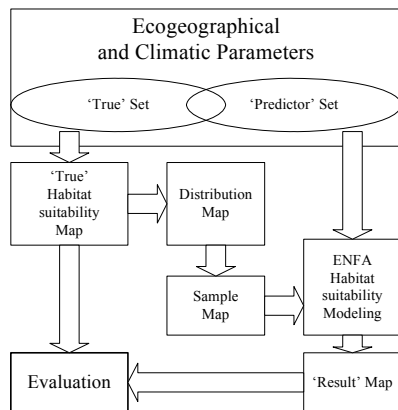 Ecogeographical
and Climatic Parameters
‘True’ Set
‘Predictor’ Set
‘True’
Habitat
suitability
Map
Distribution
Map
Sample
Map
ENFA
Habitat
suitability
Modeling
Evaluation
‘Result’ Map